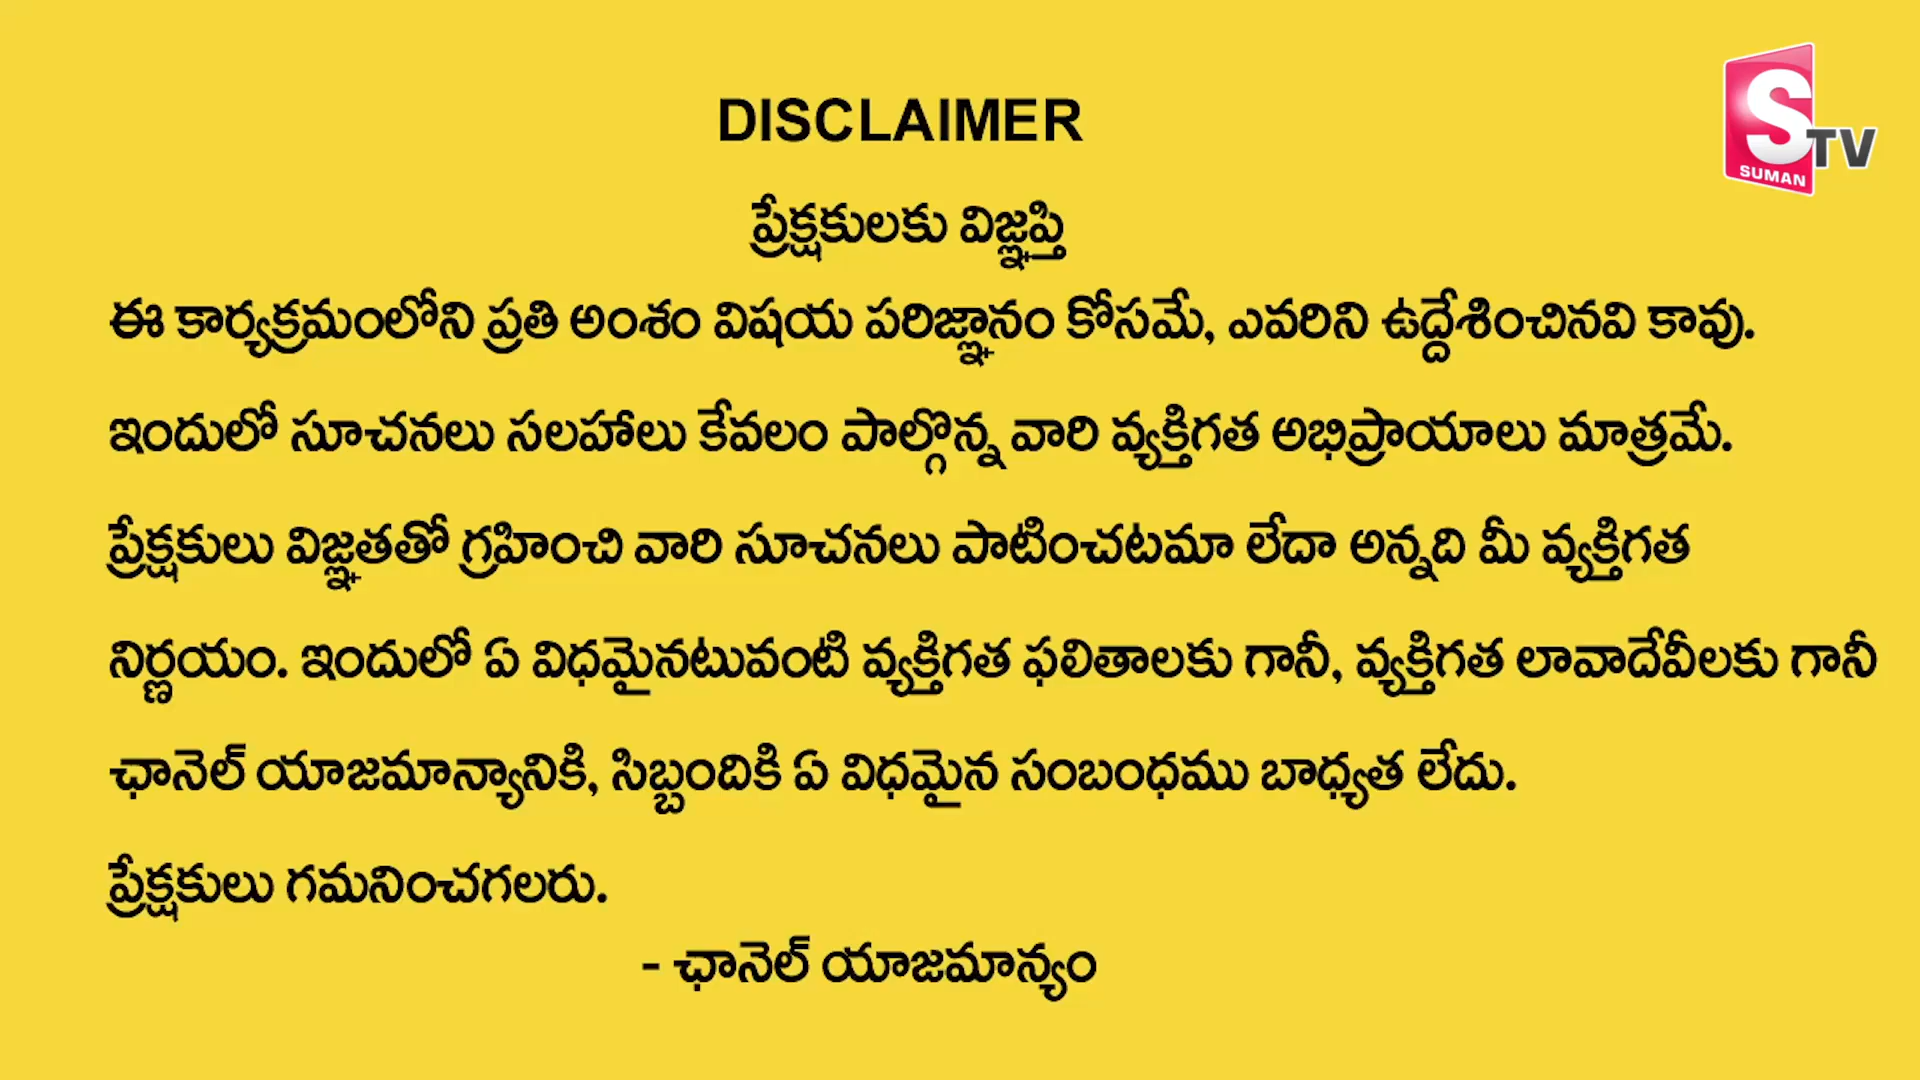 DISCLAIMER
S TV
SUMAN
ప్రేక్షకులకు విజ్ఞప్తి
ఈ కార్యక్రమంలోని ప్రతి అంశం విషయ పరిజ్ఞానం కోసమే, ఎవరిని ఉద్దేశించినవి కావు.
ఇందులో సూచనలు సలహాలు కేవలం పాల్గొన్న వారి వ్యక్తిగత అభిప్రాయాలు మాత్రమే.
ప్రేక్షకులు విజ్ఞతతో గ్రహించి వారి సూచనలు పాటించటమా లేదా అన్నది మీ వ్యక్తిగత
నిర్ణయం. ఇందులో ఏ విధమైనటువంటి వ్యక్తిగత ఫలితాలకు గానీ, వ్యక్తిగత లావాదేవీలకు గానీ
ఛానెల్ యాజమాన్యానికి, సిబ్బందికి ఏ విధమైన సంబంధము బాధ్యత లేదు.
ప్రేక్షకులు గమనించగలరు.
- ఛానెల్ యాజమాన్యం